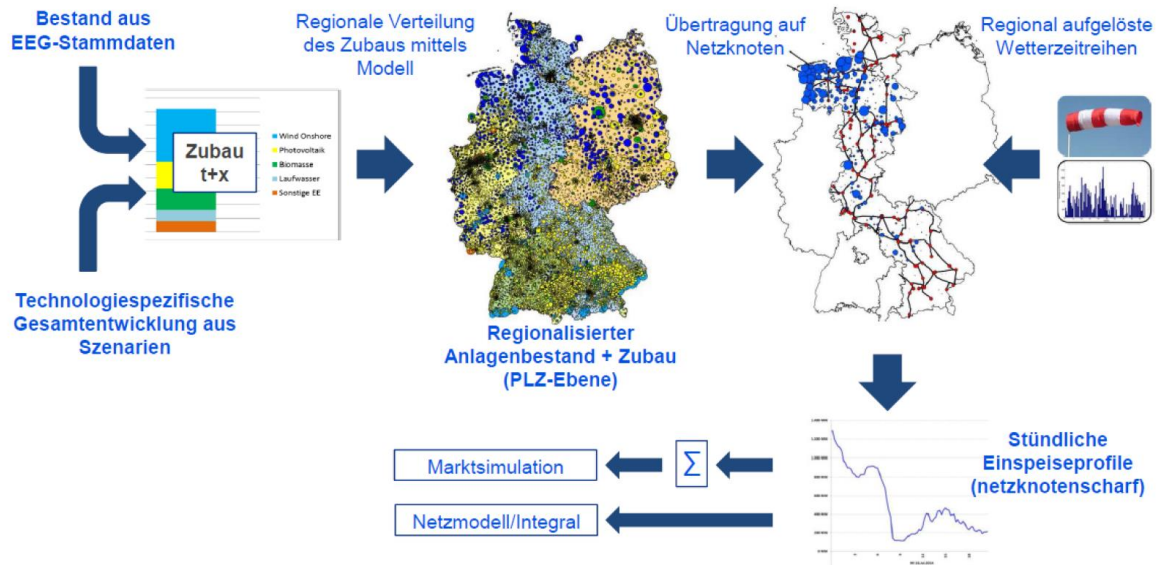 Bestand aus
EEG-Stammdaten
Regionale Verteilung
des Zubaus mittels
Modell
Übertragung auf
Netzknoten
Regional aufgelöste
Wetterzeitreihen
Zubau
t+x
Wind Onshore
Photovoltaik
Biomasse
Laufwasser
Sonstige EE
Technologiespezifische
Gesamtentwicklung aus
Szenarien
Regionalisierter
Anlagenbestand + Zubau
(PLZ-Ebene)
Stündliche
Einspeiseprofile
(netzknotenscharf)
Marktsimulation
Σ
Netzmodell/Integral